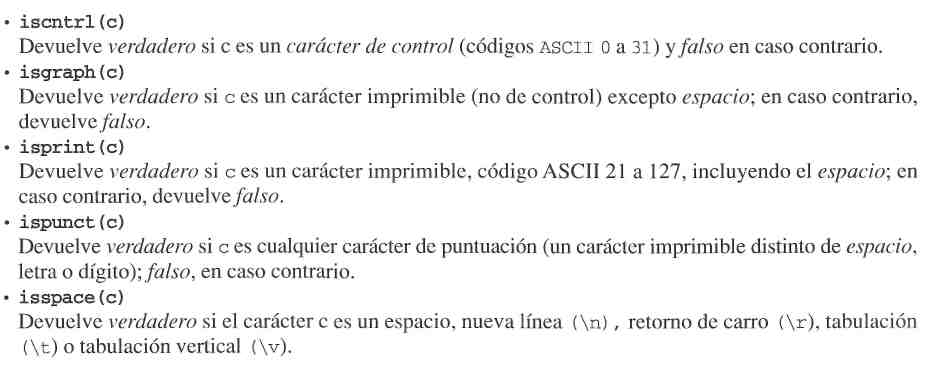 • iscntrl(c)
Devuelve verdadero si c es un carácter de control (códigos ASCII 0 a 31) y falso en caso contrario.
• isgraph(c)
Devuelve verdadero si c es un carácter imprimible (no de control) excepto espacio; en caso contrario,
devuelve falso.
• isprint(c)
Devuelve verdadero si c es un carácter imprimible, código ASCII 21 a 127, incluyendo el espacio; en
caso contrario, devuelve falso.
• ispunct(c)
Devuelve verdadero si c es cualquier carácter de puntuación (un carácter imprimible distinto de espacio,
letra o dígito); falso, en caso contrario.
• isspace(c)
Devuelve verdadero si el carácter c es un espacio, nueva línea (\n), retorno de carro (\r), tabulación
(\t) o tabulación vertical (\v).